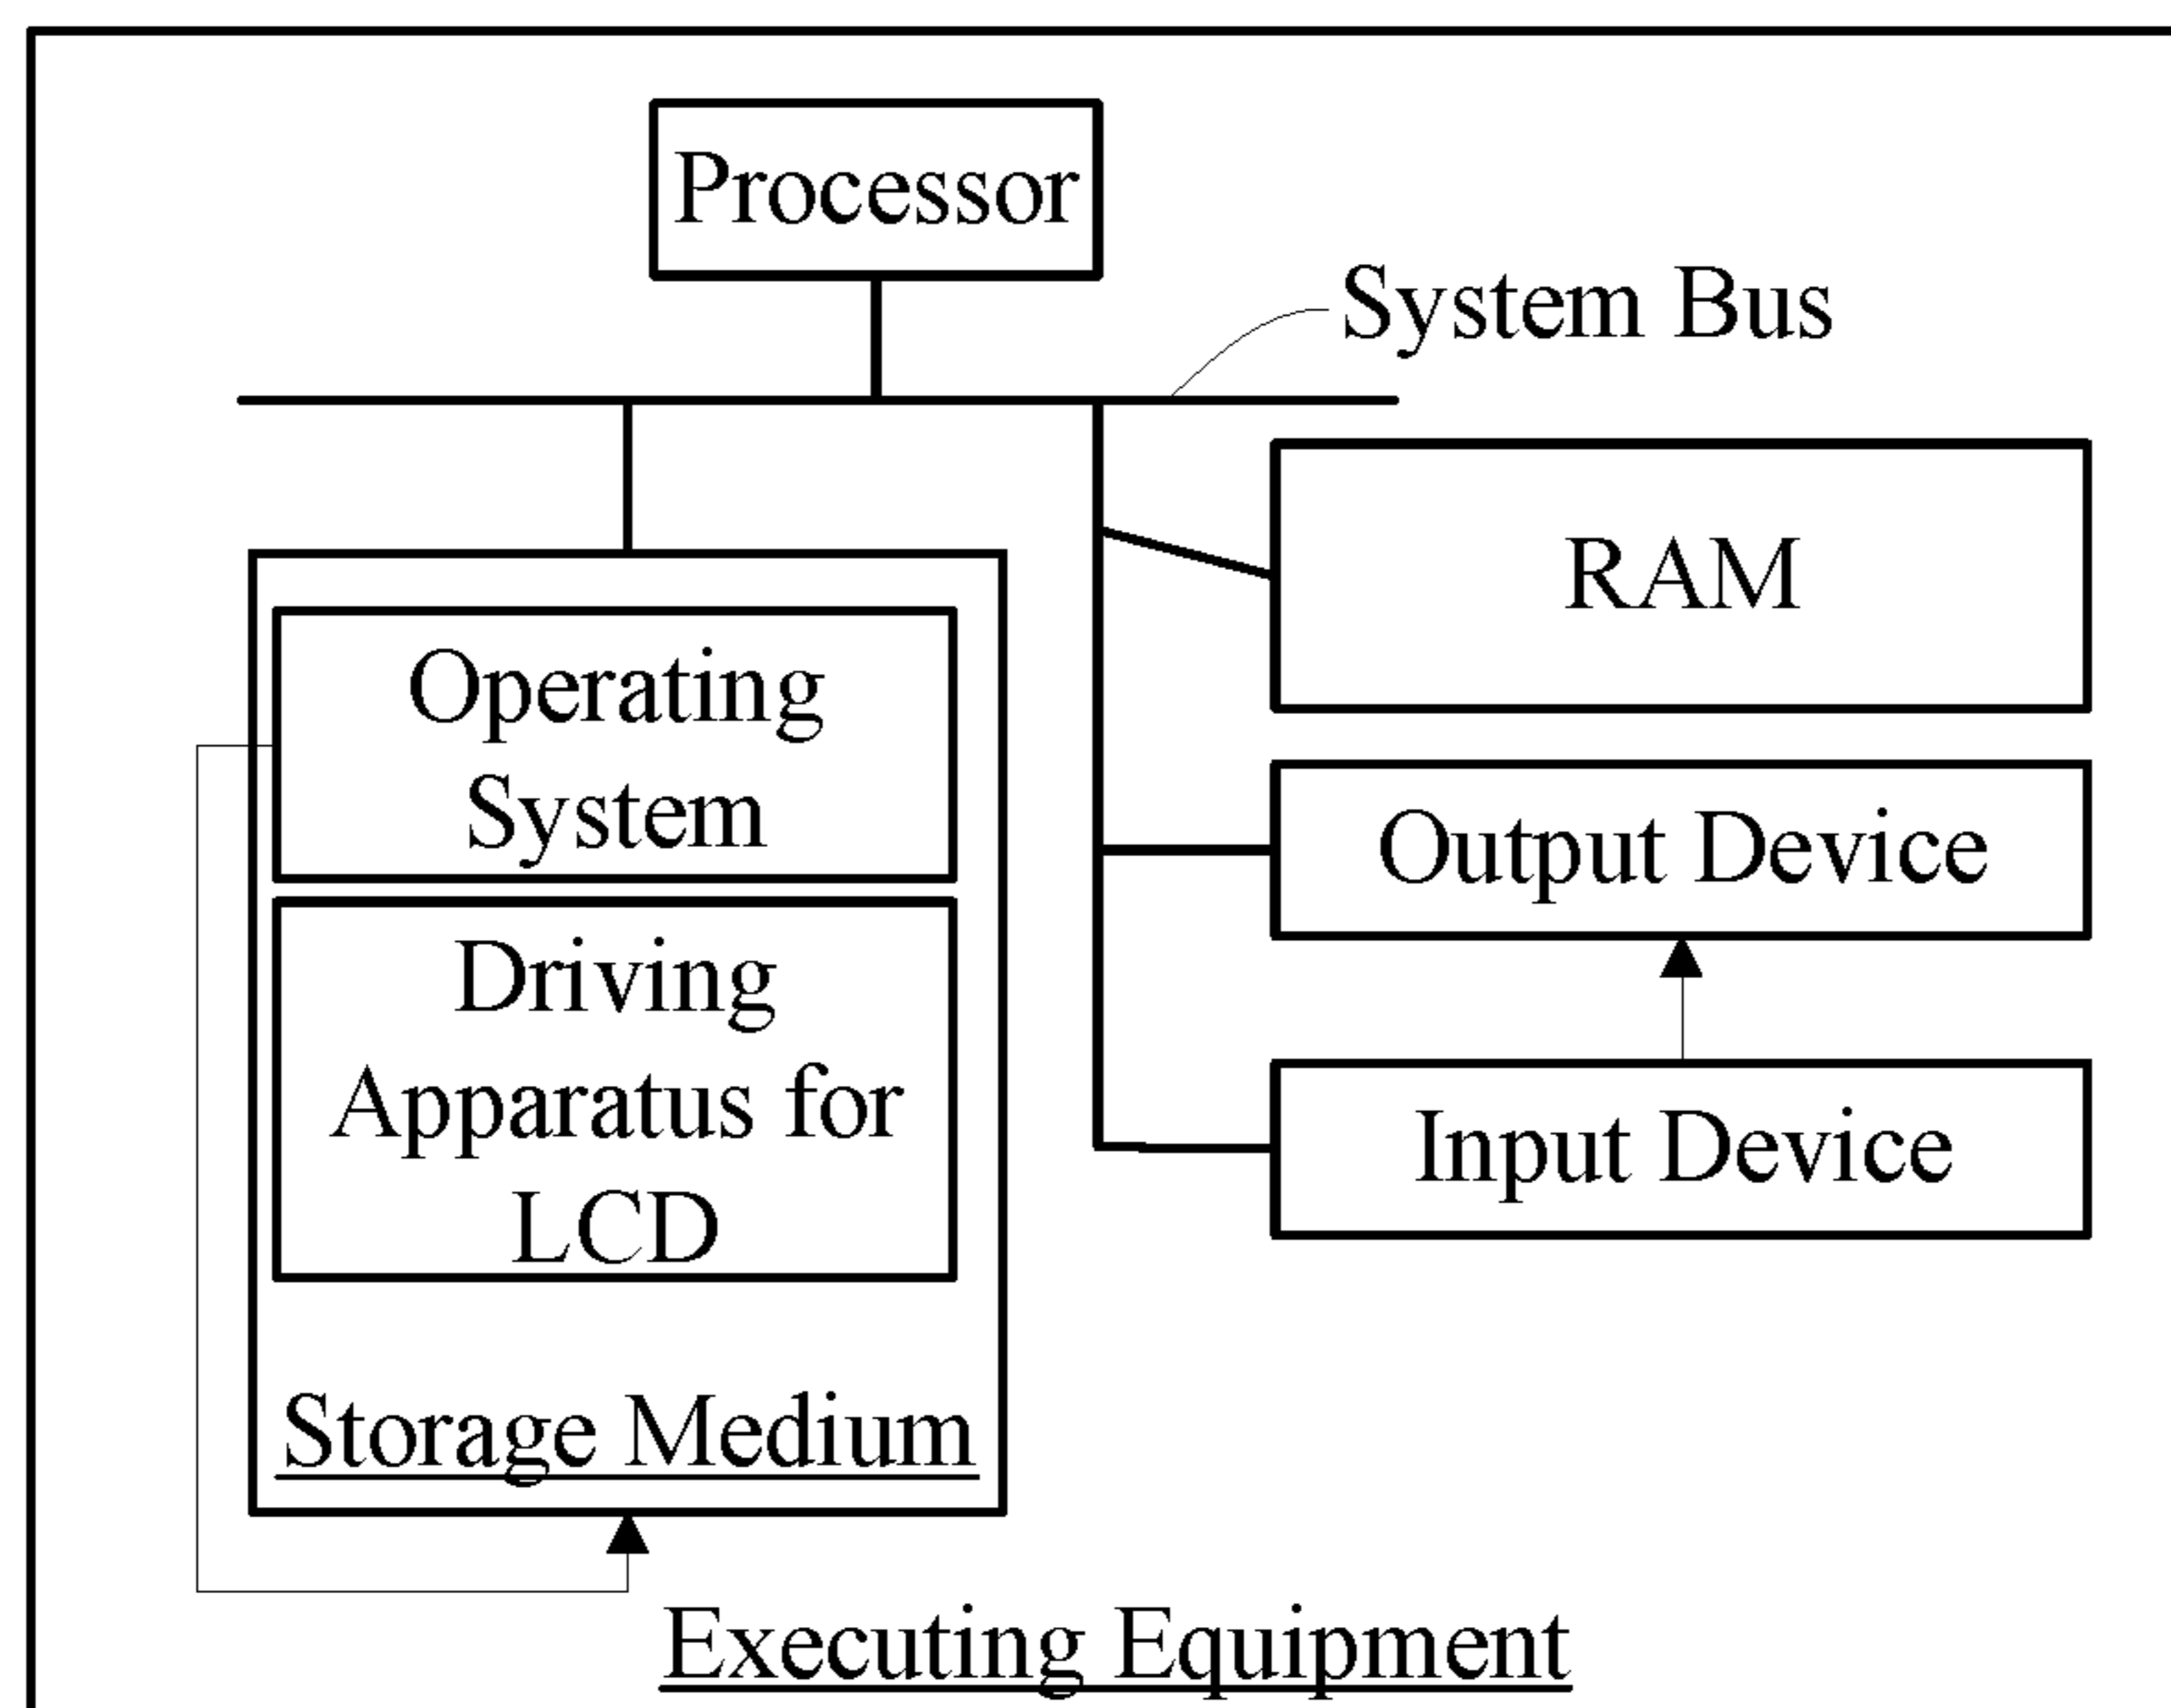 Processor
System Bus
RAM
Operating
System
Output Device
Driving
Apparatus for
LCD
Input Device
Storage Medium
Executing Equipment